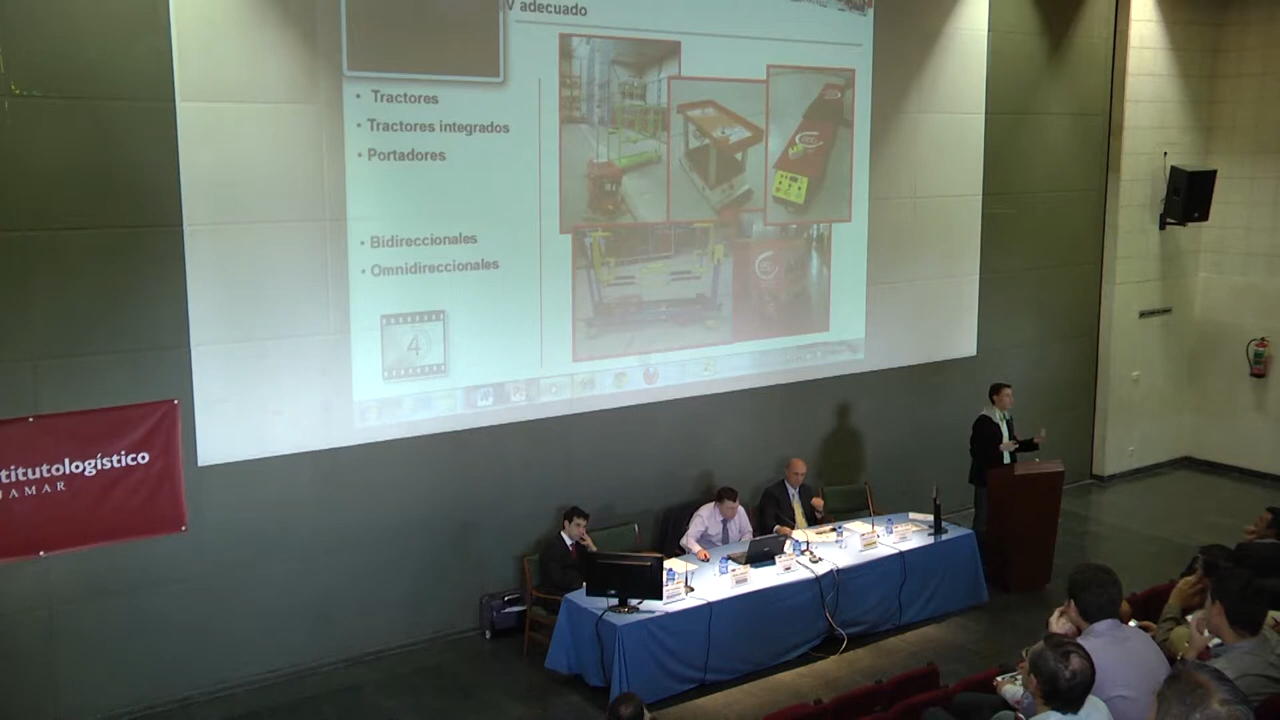 V adecuado
• Tractores
• Tractores integrados
• Portadores
• Bidireccionales
• Omnidireccionales
4
titutologístico
JAMAR